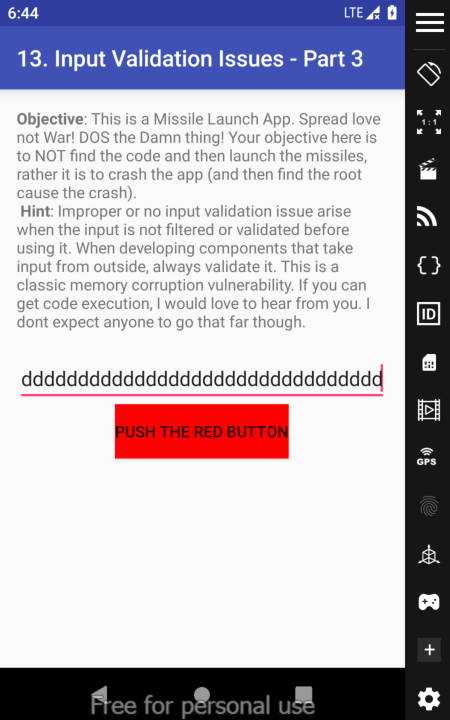 6:44
LTE
13. Input Validation Issues - Part 3
Objective: This is a Missile Launch App. Spread love
not War! DOS the Damn thing! Your objective here is
to NOT find the code and then launch the missiles,
rather it is to crash the app (and then find the root
cause the crash).
Hint: Improper or no input validation issue arise
when the input is not filtered or validated before
using it. When developing components that take
input from outside, always validate it. This is a
classic memory corruption vulnerability. If you can
get code execution, I would love to hear from you. I
dont expect anyone to go that far though.
dddddddddddddddddddddddddddddddd
PUSH THE RED BUTTON
Free for personal use
1:1
ID
GPS